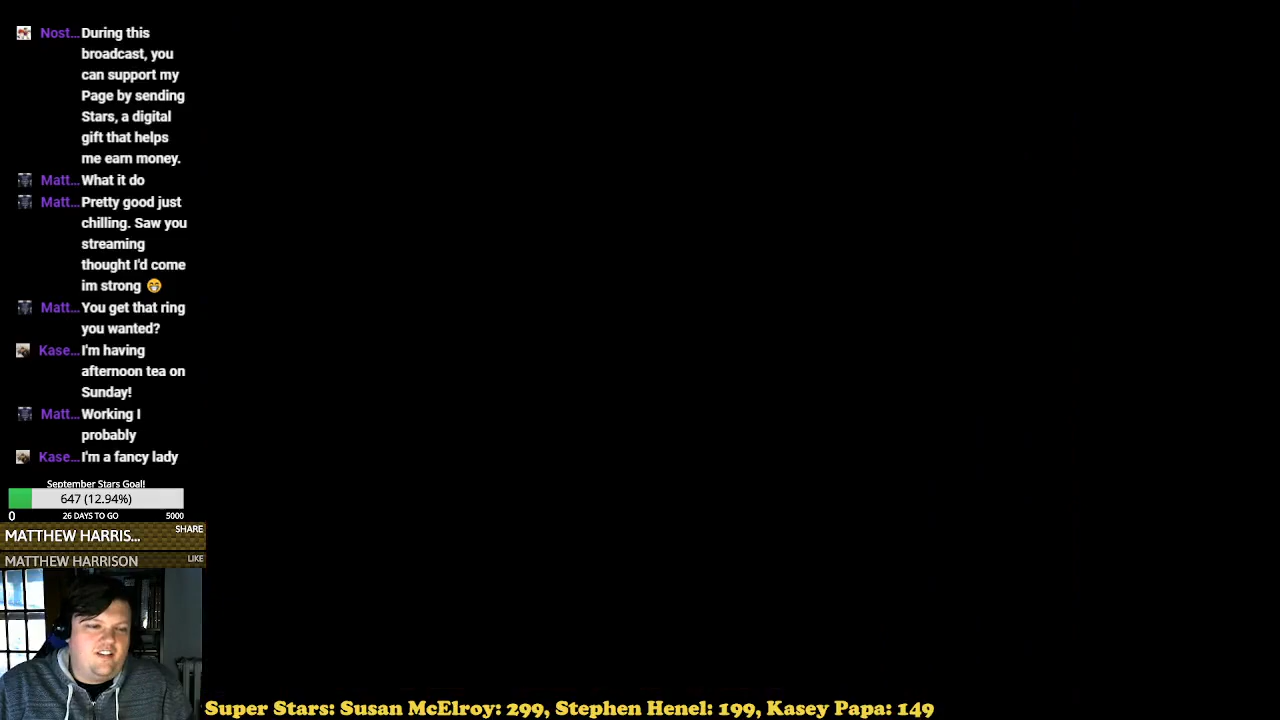 Nost... During this
broadcast, you
can support my
Page by sending
Stars, a digital
gift that helps
me earn money.
Matt... What it do
Matt... Pretty good just
chilling. Saw you
streaming
thought I'd come
im strong 😁
Matt... You get that ring
you wanted?
Kase... I'm having
afternoon tea on
Sunday!
Matt... Working I
probably
Kase... I'm a fancy lady
September Stars Goal!
647 (12.94%)
0 26 DAYS TO GO 5000
MATTHEW HARRIS... SHARE
MATTHEW HARRISON LIKE
Super Stars: Susan McElroy: 299, Stephen Henel: 199, Kasey Papa: 149